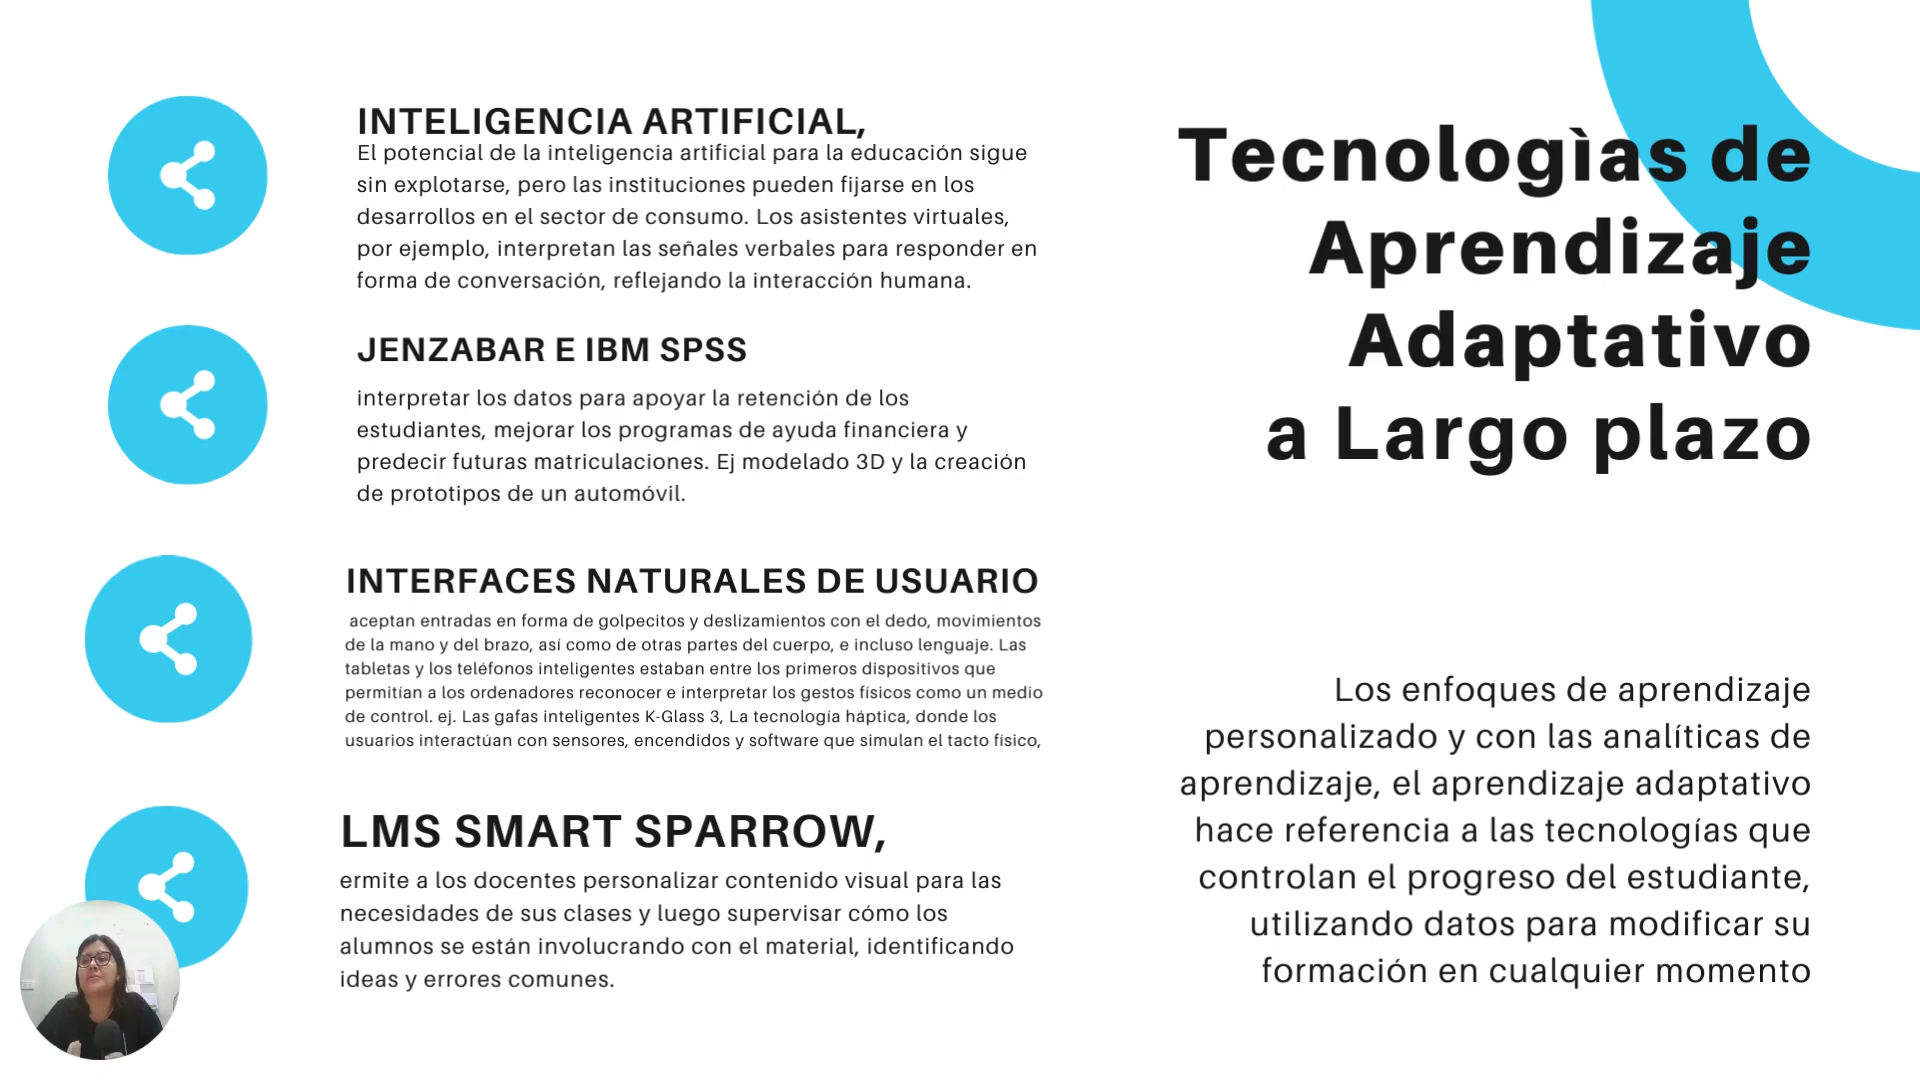 INTELIGENCIA ARTIFICIAL,
El potencial de la inteligencia artificial para la educación sigue
sin explotarse, pero las instituciones pueden fijarse en los
desarrollos en el sector de consumo. Los asistentes virtuales,
por ejemplo, interpretan las señales verbales para responder en
forma de conversación, reflejando la interacción humana.
JENZABAR E IBM SPSS
interpretar los datos para apoyar la retención de los
estudiantes, mejorar los programas de ayuda financiera y
predecir futuras matriculaciones. Ej modelado 3D y la creación
de prototipos de un automóvil.
INTERFACES NATURALES DE USUARIO
aceptan entradas en forma de golpecitos y deslizamientos con el dedo, movimientos
de la mano y del brazo, así como de otras partes del cuerpo, e incluso lenguaje. Las
tabletas y los teléfonos inteligentes estaban entre los primeros dispositivos que
permitían a los ordenadores reconocer e interpretar los gestos físicos como un medio
de control. ej. Las gafas inteligentes K-Glass 3, La tecnología háptica, donde los
usuarios interactúan con sensores, encendidos y software que simulan el tacto físico,
LMS SMART SPARROW,
ermite a los docentes personalizar contenido visual para las
necesidades de sus clases y luego supervisar cómo los
alumnos se están involucrando con el material, identificando
ideas y errores comunes.
Tecnologìas de
Aprendizaje
Adaptativo
a Largo plazo
Los enfoques de aprendizaje
personalizado y con las analíticas de
aprendizaje, el aprendizaje adaptativo
hace referencia a las tecnologías que
controlan el progreso del estudiante,
utilizando datos para modificar su
formación en cualquier momento